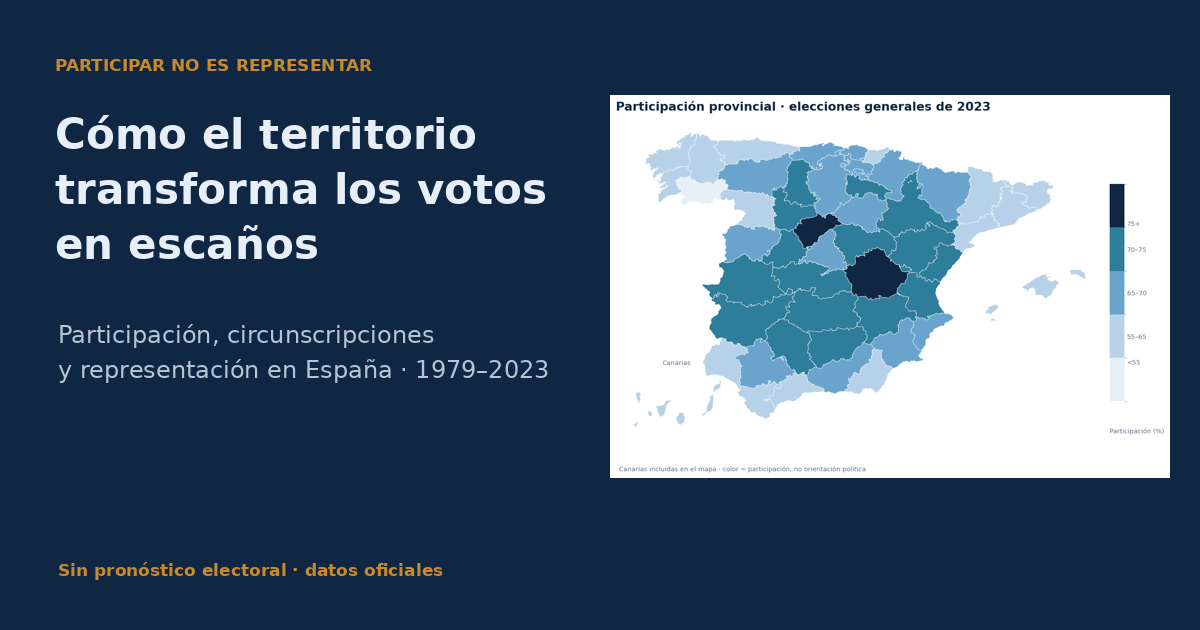 PARTICIPAR NO ES REPRESENTAR
Cómo el territorio
transforma los votos
en escaños
Participación, circunscripciones
y representación en España · 1979–2023
Sin pronóstico electoral · datos oficiales
Participación provincial · elecciones generales de 2023
75+
70–75
65–70
55–65
<55
Participación (%)
Canarias
Canarias incluidas en el mapa · color = participación, no orientación política